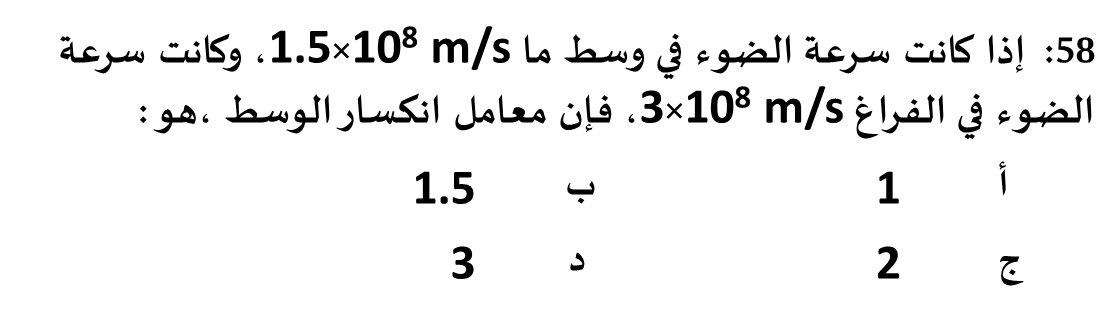 58: إذا كانت سرعة الضوء في وسط ما 1.5×10⁸ m/s، وكانت سرعة
الضوء في الفراغ 3×10⁸ m/s، فإن معامل انكسار الوسط ،هو :
أ 1 ب 1.5
ج 2 د 3